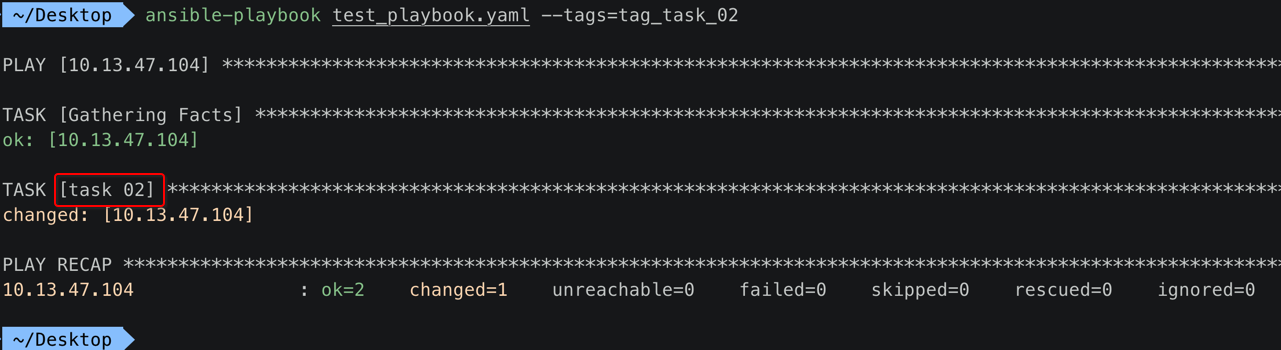 ~/Desktop ansible-playbook test_playbook.yaml --tags=tag_task_02
PLAY [10.13.47.104] *************************************************************************************************
TASK [Gathering Facts] **********************************************************************************************
ok: [10.13.47.104]
TASK [task 02] ******************************************************************************************************
changed: [10.13.47.104]
PLAY RECAP **********************************************************************************************************
10.13.47.104 : ok=2 changed=1 unreachable=0 failed=0 skipped=0 rescued=0 ignored=0
~/Desktop